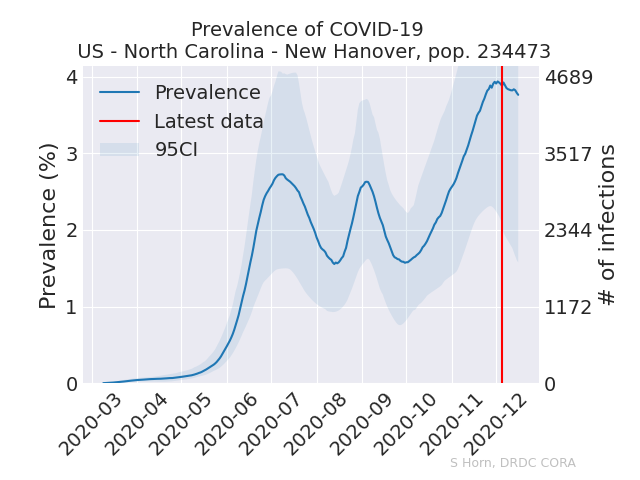 Prevalence of COVID-19
US - North Carolina - New Hanover, pop. 234473
Prevalence (%)
4
3
2
1
0
Prevalence
Latest data
95CI
4689
3517
2344
1172
0
# of infections
2020-03
2020-04
2020-05
2020-06
2020-07
2020-08
2020-09
2020-10
2020-11
2020-12
S Horn, DRDC CORA